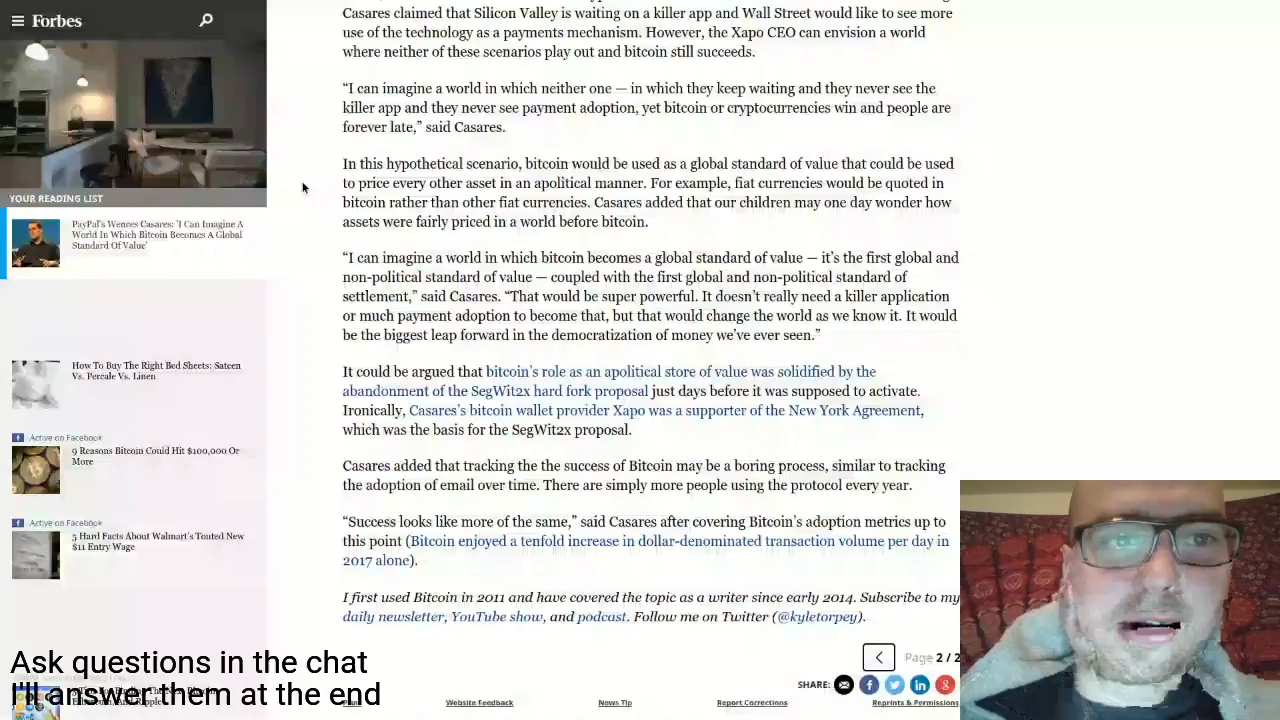 Forbes
YOUR READING LIST
PayPal's Wences Casares: 'I Can Imagine A
World In Which Bitcoin Becomes A Global
Standard Of Value'
How To Buy The Right Bed Sheets: Sateen
Vs. Percale Vs. Linen
Active on Facebook
9 Reasons Bitcoin Could Hit $100,000 Or
More
Active on Facebook
5 Hard Facts About Walmart's Touted New
$11 Entry Wage
Casares claimed that Silicon Valley is waiting on a killer app and Wall Street would like to see more
use of the technology as a payments mechanism. However, the Xapo CEO can envision a world
where neither of these scenarios play out and bitcoin still succeeds.
“I can imagine a world in which neither one — in which they keep waiting and they never see the
killer app and they never see payment adoption, yet bitcoin or cryptocurrencies win and people are
forever late,” said Casares.
In this hypothetical scenario, bitcoin would be used as a global standard of value that could be used
to price every other asset in an apolitical manner. For example, fiat currencies would be quoted in
bitcoin rather than other fiat currencies. Casares added that our children may one day wonder how
assets were fairly priced in a world before bitcoin.
“I can imagine a world in which bitcoin becomes a global standard of value — it’s the first global and
non-political standard of value — coupled with the first global and non-political standard of
settlement,” said Casares. “That would be super powerful. It doesn’t really need a killer application
or much payment adoption to become that, but that would change the world as we know it. It would
be the biggest leap forward in the democratization of money we’ve ever seen.”
It could be argued that bitcoin’s role as an apolitical store of value was solidified by the
abandonment of the SegWit2x hard fork proposal just days before it was supposed to activate.
Ironically, Casares’s bitcoin wallet provider Xapo was a supporter of the New York Agreement,
which was the basis for the SegWit2x proposal.
Casares added that tracking the the success of Bitcoin may be a boring process, similar to tracking
the adoption of email over time. There are simply more people using the protocol every year.
“Success looks like more of the same,” said Casares after covering Bitcoin’s adoption metrics up to
this point (Bitcoin enjoyed a tenfold increase in dollar-denominated transaction volume per day in
2017 alone).
I first used Bitcoin in 2011 and have covered the topic as a writer since early 2014. Subscribe to my
daily newsletter, YouTube show, and podcast. Follow me on Twitter (@kyletorpey).
Page 2 / 2
SHARE:
Website Feedback
News Tip
Report Corrections
Reprints & Permissions
Ask questions in the chat
I'll answer them at the end